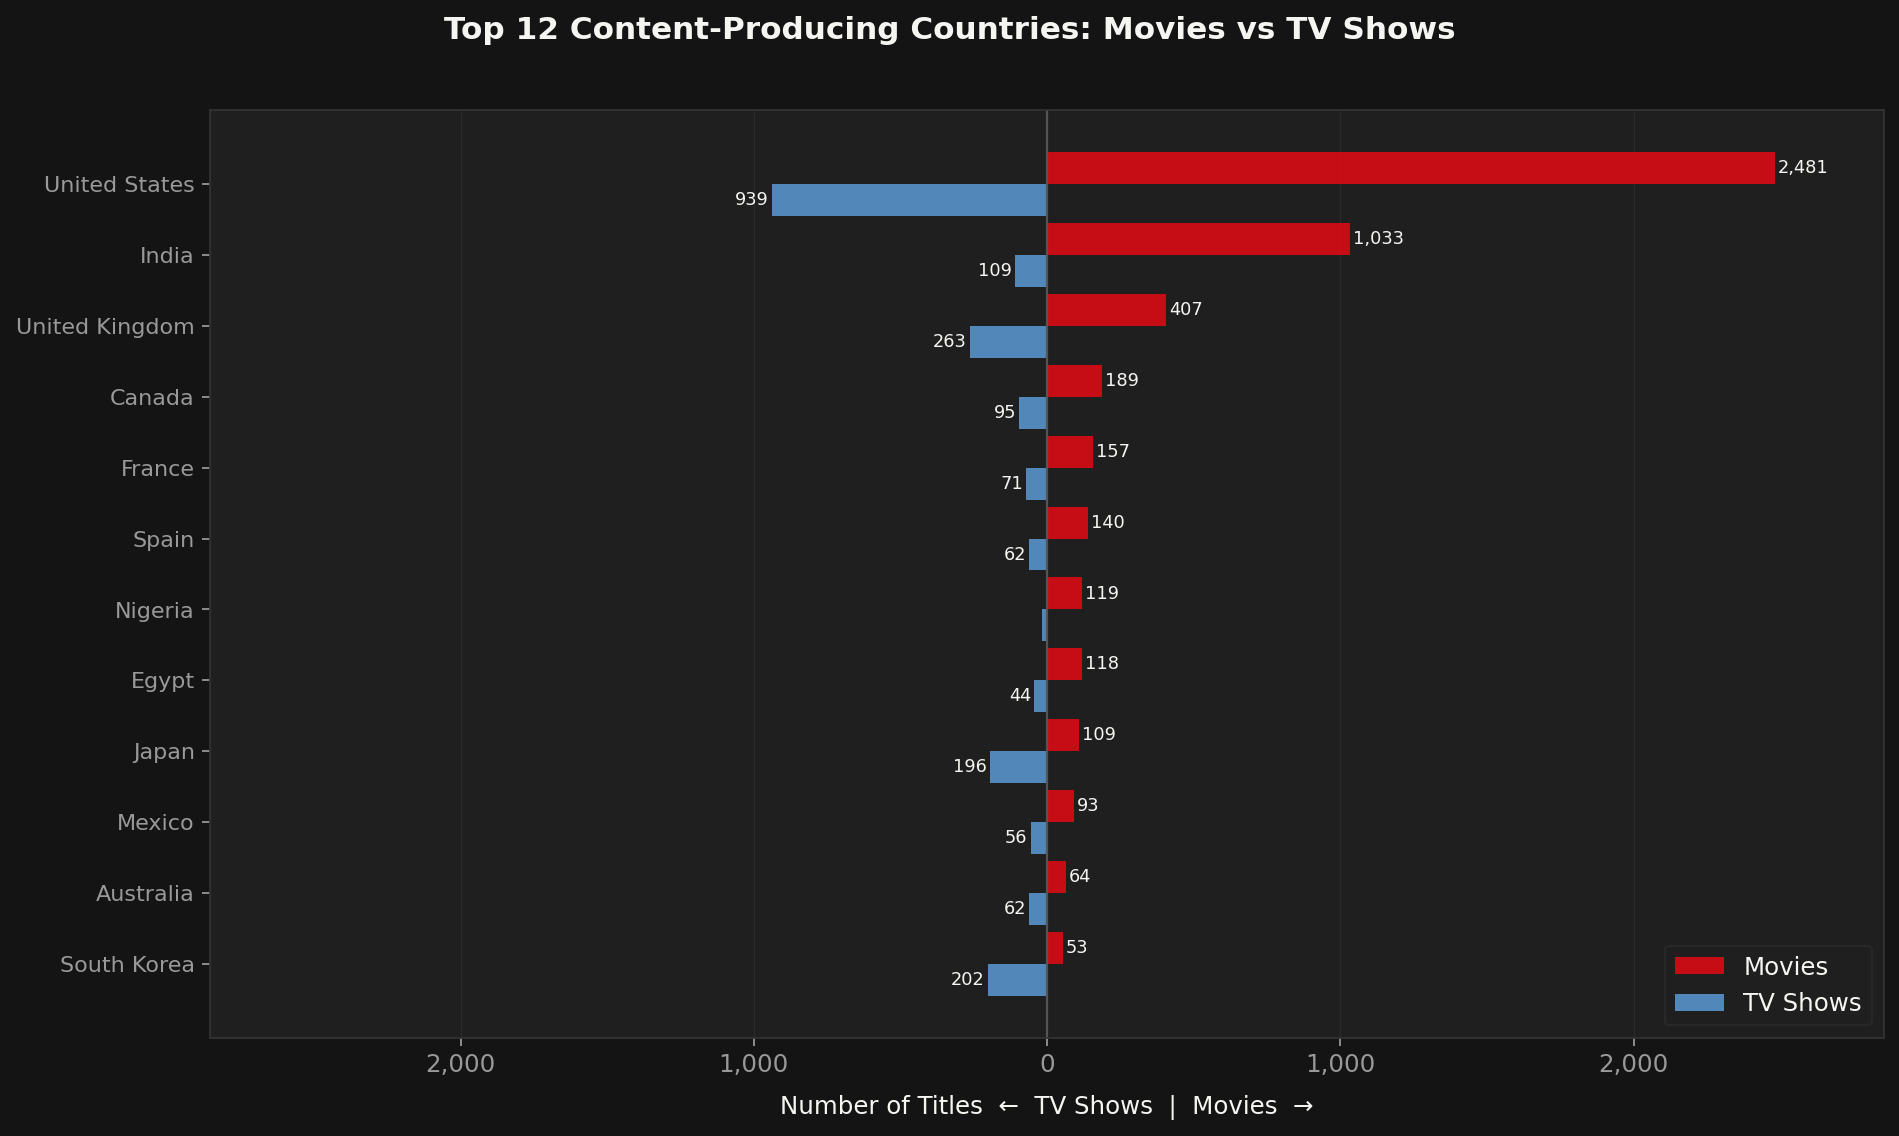 Top 12 Content-Producing Countries: Movies vs TV Shows
United States
2,481
939
India
1,033
109
United Kingdom
407
263
Canada
189
95
France
157
71
Spain
140
62
Nigeria
119
Egypt
118
44
Japan
109
196
Mexico
93
56
Australia
64
62
South Korea
53
202
Movies
TV Shows
2,000 1,000 0 1,000 2,000
Number of Titles ← TV Shows | Movies →